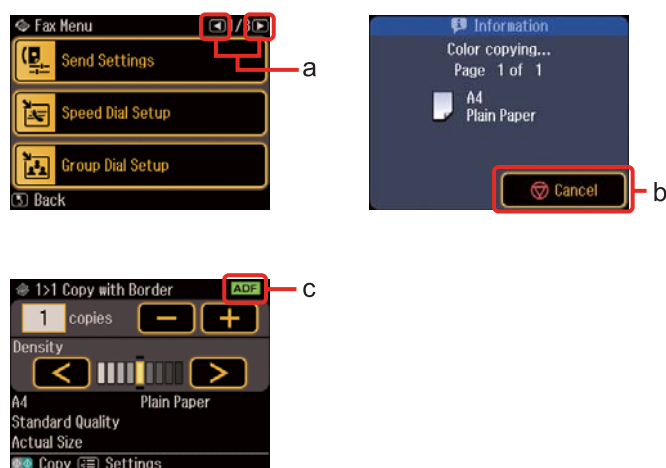 Fax Menu 1/3
Send Settings
Speed Dial Setup
Group Dial Setup
Back
a
Information
Color copying...
Page 1 of 1
A4
Plain Paper
Cancel
b
1>1 Copy with Border ADF
c
1 copies − +
Density
< >
A4 Plain Paper
Standard Quality
Actual Size
Copy Settings